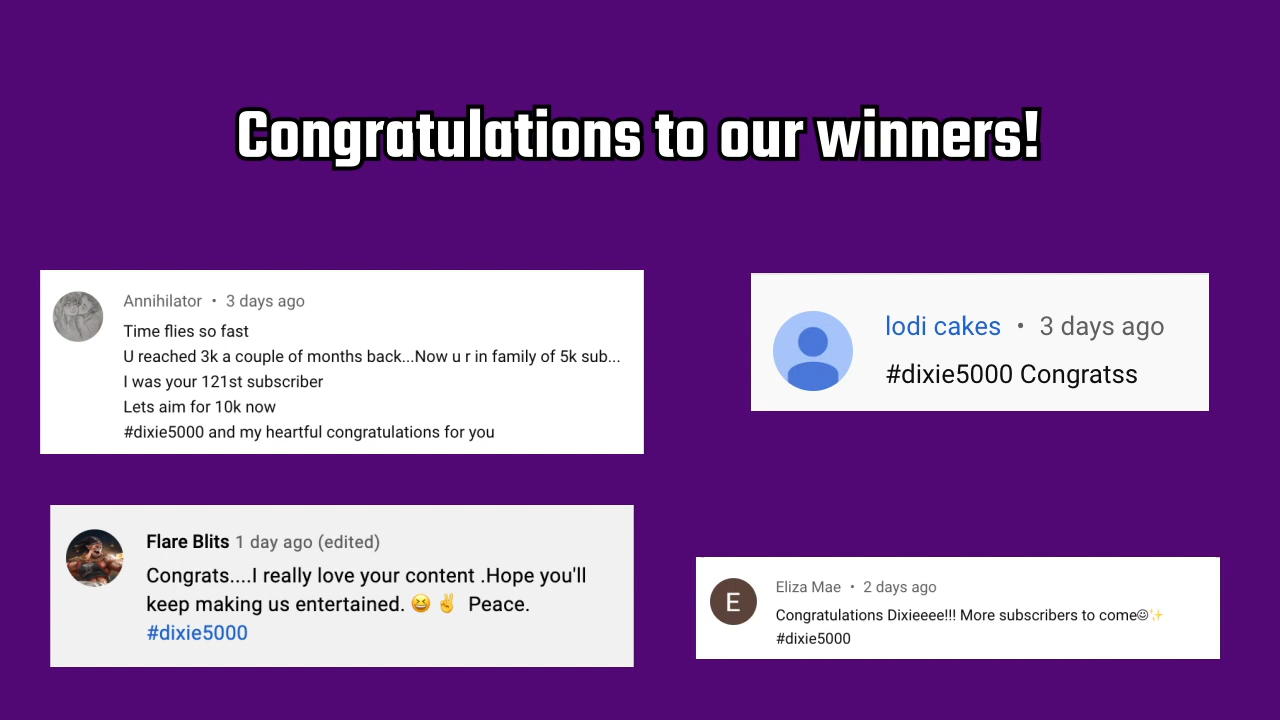 Congratulations to our winners!
Annihilator • 3 days ago
Time flies so fast
U reached 3k a couple of months back...Now u r in family of 5k sub...
I was your 121st subscriber
Lets aim for 10k now
#dixie5000 and my heartful congratulations for you
lodi cakes • 3 days ago
#dixie5000 Congratss
Flare Blits 1 day ago (edited)
Congrats....I really love your content .Hope you'll
keep making us entertained. 😆✌️ Peace.
#dixie5000
E
Eliza Mae • 2 days ago
Congratulations Dixieeee!!! More subscribers to come☺✨
#dixie5000